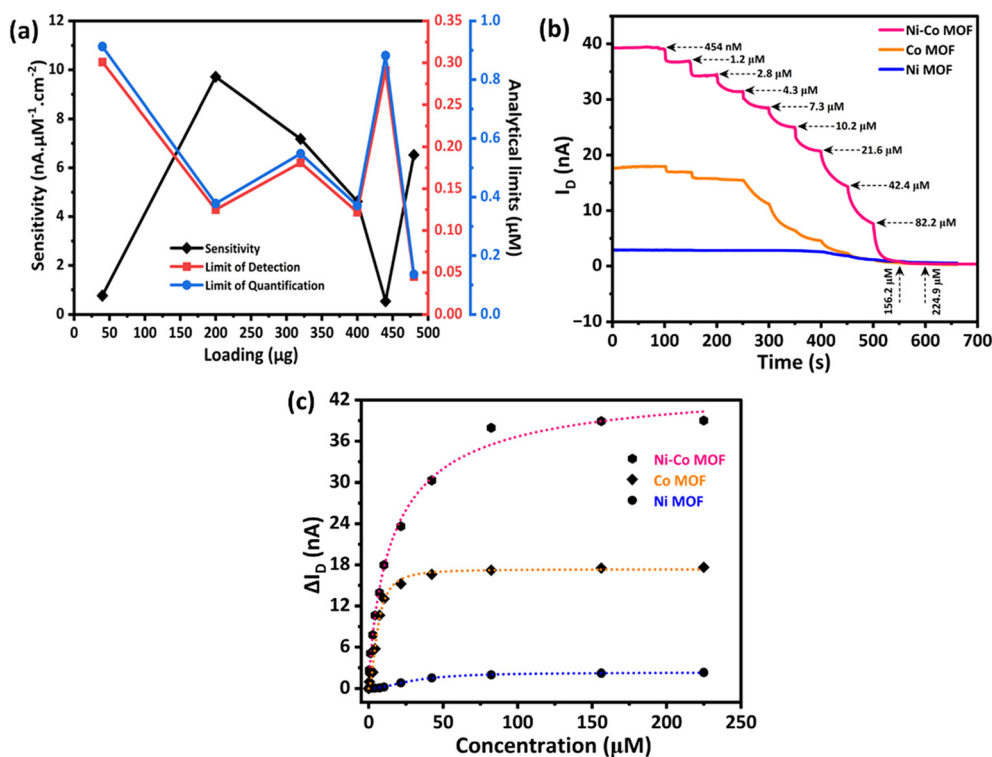 (a)
Sensitivity (nA.µM⁻¹.cm⁻²)
12
10
8
6
4
2
0
0 50 100 150 200 250 300 350 400 450 500
Loading (µg)
Sensitivity
Limit of Detection
Limit of Quantification
0.35
0.30
0.25
0.20
0.15
0.10
0.05
0.00
1.0
0.8
0.6
0.4
0.2
0.0
Analytical limits (µM)
(b)
I_D (nA)
50
40
30
20
10
0
−10
0 100 200 300 400 500 600 700
Time (s)
Ni-Co MOF
Co MOF
Ni MOF
454 nM
1.2 µM
2.8 µM
4.3 µM
7.3 µM
10.2 µM
21.6 µM
42.4 µM
82.2 µM
156.2 µM
224.9 µM
(c)
ΔI_D (nA)
42
36
30
24
18
12
6
0
0 50 100 150 200 250
Concentration (µM)
Ni-Co MOF
Co MOF
Ni MOF